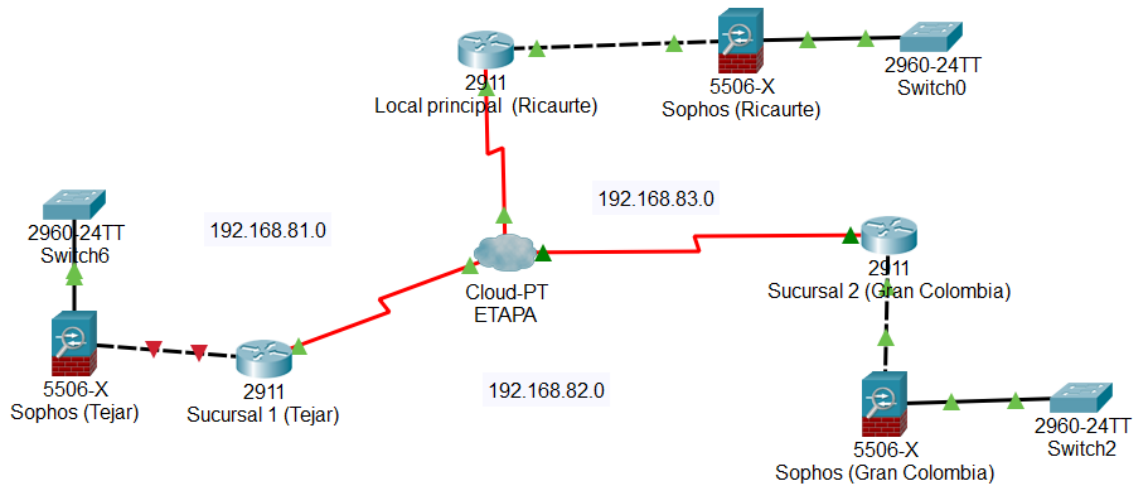 2911
Local principal  (Ricaurte)
5506-X
Sophos (Ricaurte)
2960-24TT
Switch0
192.168.83.0
192.168.81.0
2960-24TT
Switch6
Cloud-PT
ETAPA
2911
Sucursal 2 (Gran Colombia)
5506-X
Sophos (Tejar)
2911
Sucursal 1 (Tejar)
192.168.82.0
5506-X
Sophos (Gran Colombia)
2960-24TT
Switch2